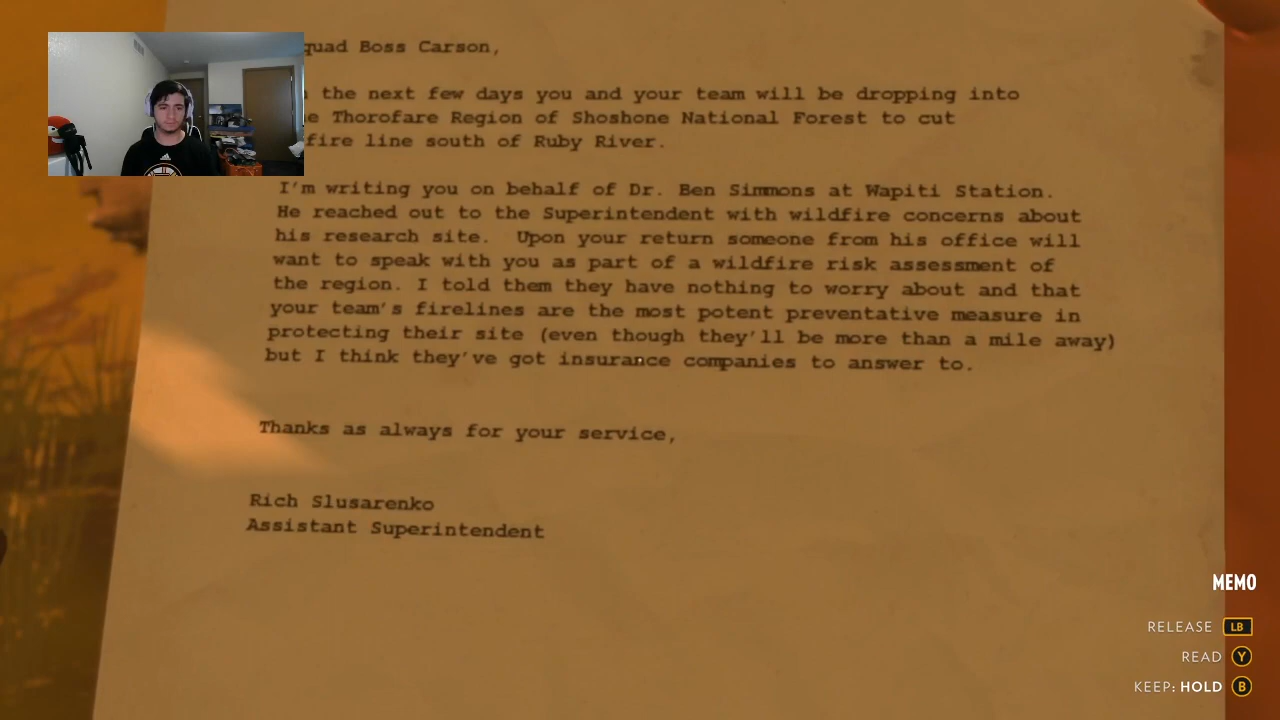 quad Boss Carson,
the next few days you and your team will be dropping into
e Thorofare Region of Shoshone National Forest to cut
fire line south of Ruby River.
I'm writing you on behalf of Dr. Ben Simmons at Wapiti Station.
He reached out to the Superintendent with wildfire concerns about
his research site. Upon your return someone from his office will
want to speak with you as part of a wildfire risk assessment of
the region. I told them they have nothing to worry about and that
your team's firelines are the most potent preventative measure in
protecting their site (even though they'll be more than a mile away)
but I think they've got insurance companies to answer to.
Thanks as always for your service,
Rich Slusarenko
Assistant Superintendent
MEMO
RELEASE LB
READ Y
KEEP: HOLD B